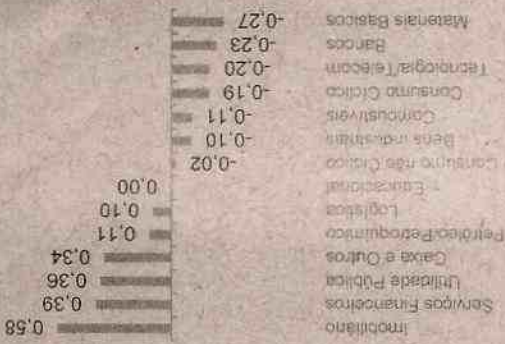 Imobiliário 0,58
Serviços Financeiros 0,39
Utilidade Pública 0,36
Caixa e Outros 0,34
Petróleo/Petroquímico 0,11
Logística 0,10
Educacional 0,00
Consumo não Cíclico -0,02
Bens Industriais -0,10
Combustíveis -0,11
Consumo Cíclico -0,19
Tecnologia/Telecom -0,20
Bancos -0,23
Materiais Básicos -0,27